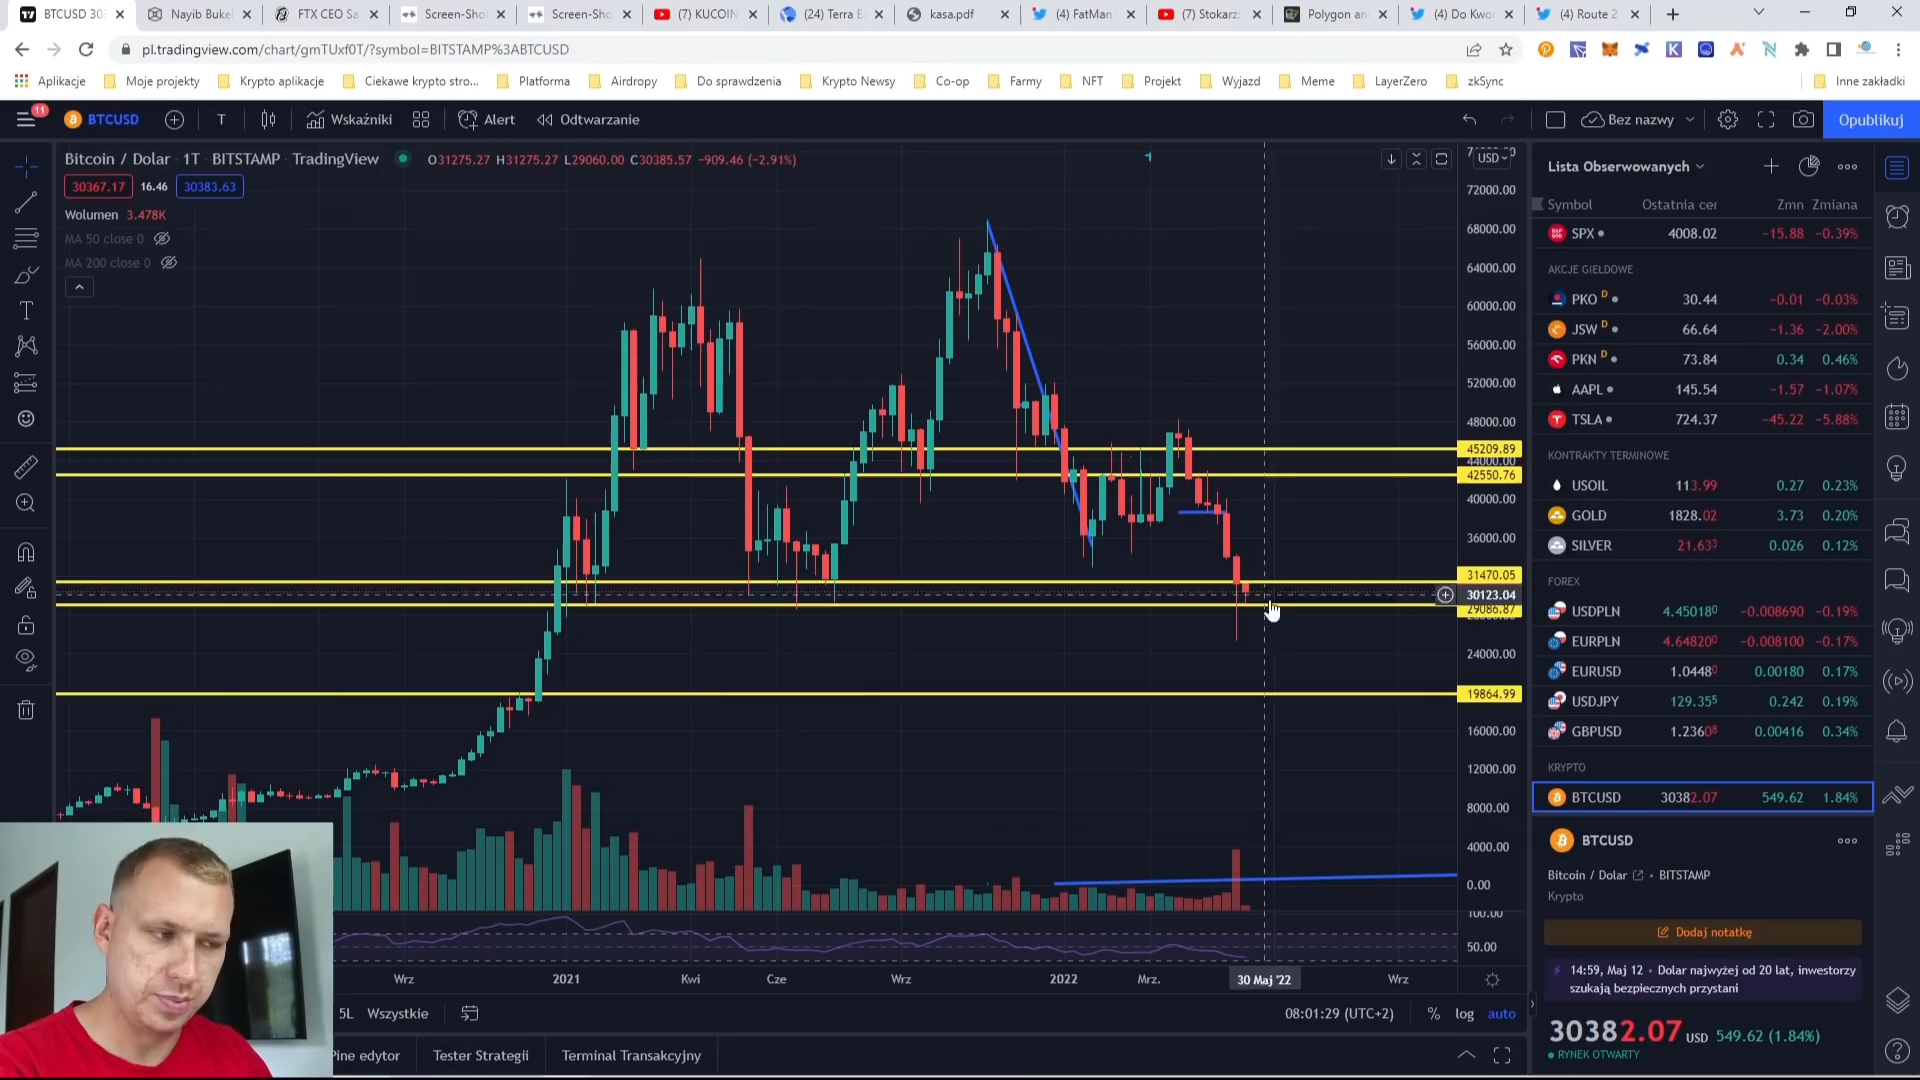 BTCUSD 30
Nayib Buke
FTX CEO Sa
Screen-Sho
Screen-Sho
(7) KUCOIN
(24) Terra E
kasa.pdf
(4) FatMan
(7) Stokarz
Polygon an
(4) Do Kwo
(4) Route 2
pl.tradingview.com/chart/gmTUxf0T/?symbol=BITSTAMP%3ABTCUSD
Aplikacje
Moje projekty
Krypto aplikacje
Ciekawe krypto stro...
Platforma
Airdropy
Do sprawdzenia
Krypto Newsy
Co-op
Farmy
NFT
Projekt
Wyjazd
Meme
LayerZero
zkSync
Inne zakładki
11
BTCUSD
T
Wskaźniki
Alert
Odtwarzanie
Bez nazwy
Opublikuj
Bitcoin / Dolar · 1T · BITSTAMP · TradingView
O31275.27 H31275.27 L29060.00 C30385.57 −909.46 (−2.91%)
30367.17 16.46 30383.63
Wolumen 3.478K
MA 50 close 0
MA 200 close 0
USD
72000.00
68000.00
64000.00
60000.00
56000.00
52000.00
48000.00
45209.89
44000.00
42550.76
40000.00
36000.00
31470.05
30123.04
29086.87
24000.00
19864.99
16000.00
12000.00
8000.00
4000.00
0.00
100.00
50.00
Wrz
2021
Kwi
Cze
Wrz
2022
Mrz.
30 Maj '22
Wrz
5L
Wszystkie
08:01:29 (UTC+2)
%
log
auto
Pine edytor
Tester Strategii
Terminal Transakcyjny
Lista Obserwowanych
Symbol Ostatnia cer Zmn Zmiana
SPX 4008.02 −15.88 −0.39%
AKCJE GIEŁDOWE
PKO D 30.44 −0.01 −0.03%
JSW D 66.64 −1.36 −2.00%
PKN D 73.84 0.34 0.46%
AAPL 145.54 −1.57 −1.07%
TSLA 724.37 −45.22 −5.88%
KONTRAKTY TERMINOWE
USOIL 113.99 0.27 0.23%
GOLD 1828.02 3.73 0.20%
SILVER 21.633 0.026 0.12%
FOREX
USDPLN 4.450180 −0.008690 −0.19%
EURPLN 4.648200 −0.008100 −0.17%
EURUSD 1.04480 0.00180 0.17%
USDJPY 129.355 0.242 0.19%
GBPUSD 1.23608 0.00416 0.34%
KRYPTO
BTCUSD 30382.07 549.62 1.84%
BTCUSD
Bitcoin / Dolar • BITSTAMP
Krypto
Dodaj notatkę
14:59, Maj 12 • Dolar najwyżej od 20 lat, inwestorzy
szukają bezpiecznych przystani
30382.07 USD 549.62 (1.84%)
RYNEK OTWARTY